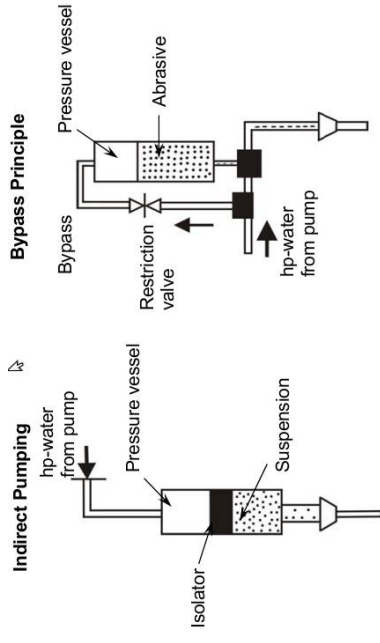 Indirect Pumping
hp-water
from pump
Pressure vessel
Isolator
Suspension
Bypass Principle
Bypass
Pressure vessel
Abrasive
Restriction
valve
hp-water
from pump